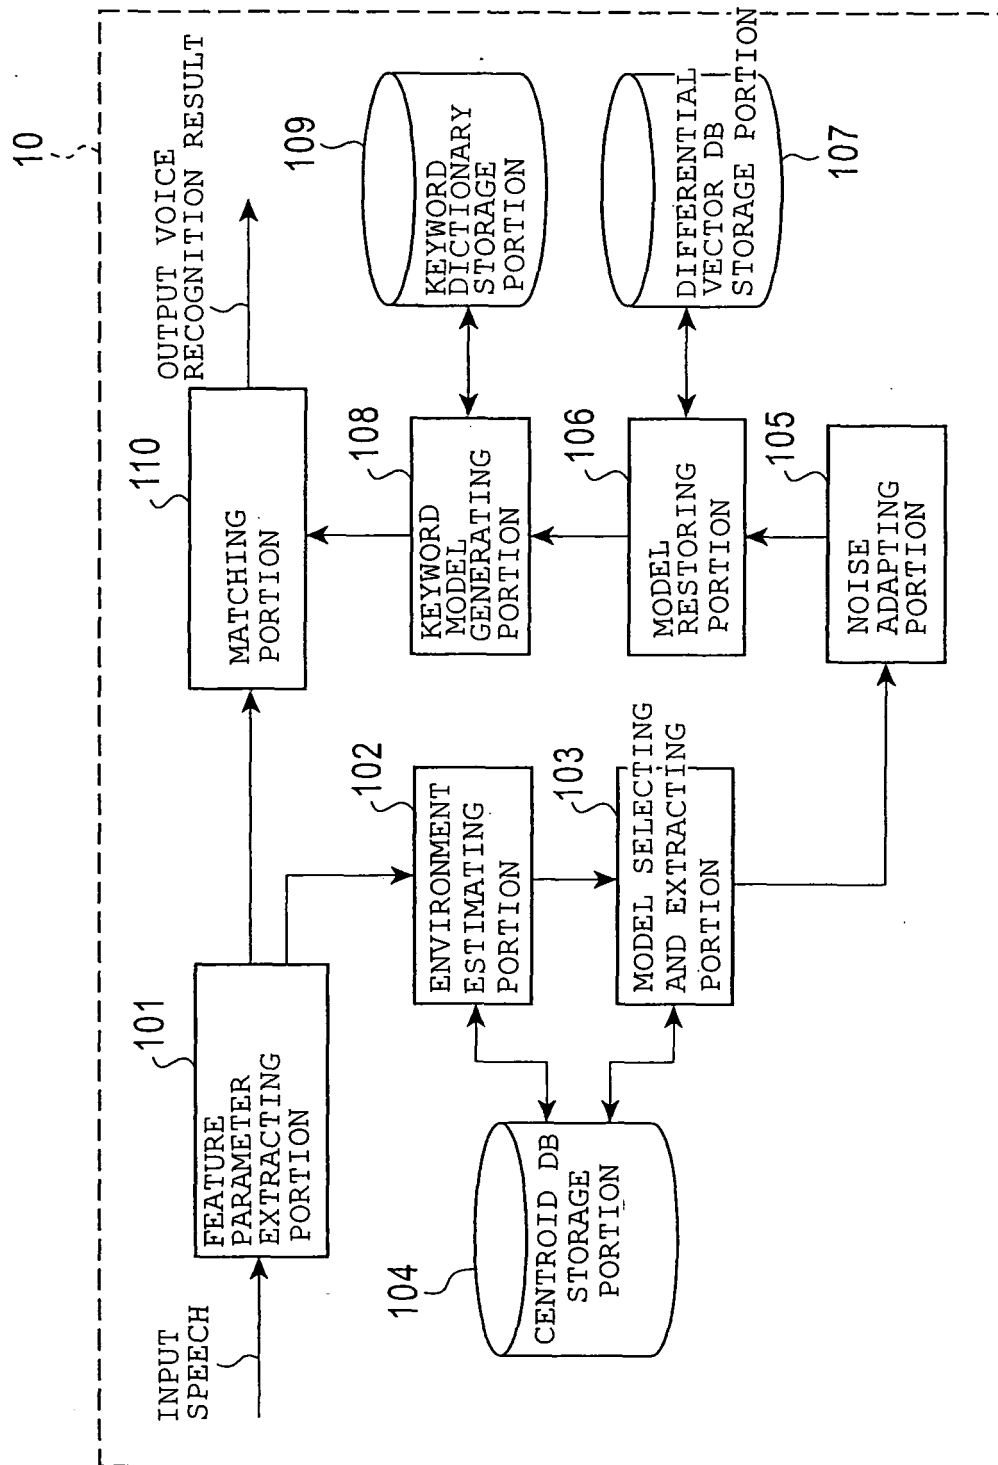 10
INPUT
SPEECH
101
FEATURE
PARAMETER
EXTRACTING
PORTION
110
MATCHING
PORTION
OUTPUT VOICE
RECOGNITION RESULT
104
CENTROID DB
STORAGE
PORTION
102
ENVIRONMENT
ESTIMATING
PORTION
108
KEYWORD
MODEL
GENERATING
PORTION
109
KEYWORD
DICTIONARY
STORAGE
PORTION
103
MODEL SELECTING
AND EXTRACTING
PORTION
106
MODEL
RESTORING
PORTION
DIFFERENTIAL
VECTOR DB
STORAGE PORTION
107
105
NOISE
ADAPTING
PORTION